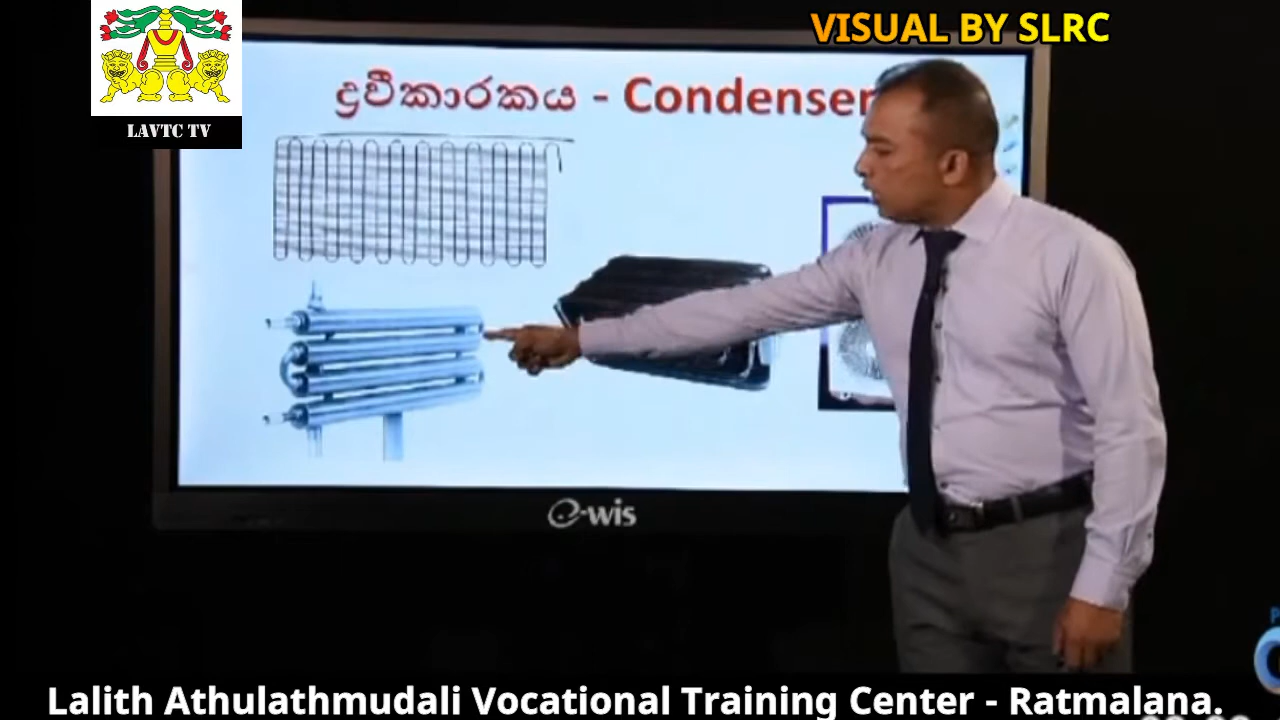 VISUAL BY SLRC
LAVTC TV
ද්‍රවීකාරකය - Condenser
e-wis
Lalith Athulathmudali Vocational Training Center - Ratmalana.